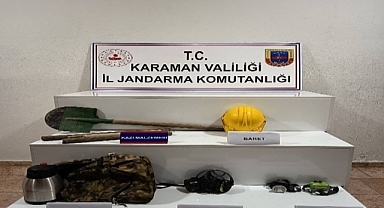 T.C.
KARAMAN VALİLİĞİ
İL JANDARMA KOMUTANLIĞI
KAZI MALZEMESİ
BARET